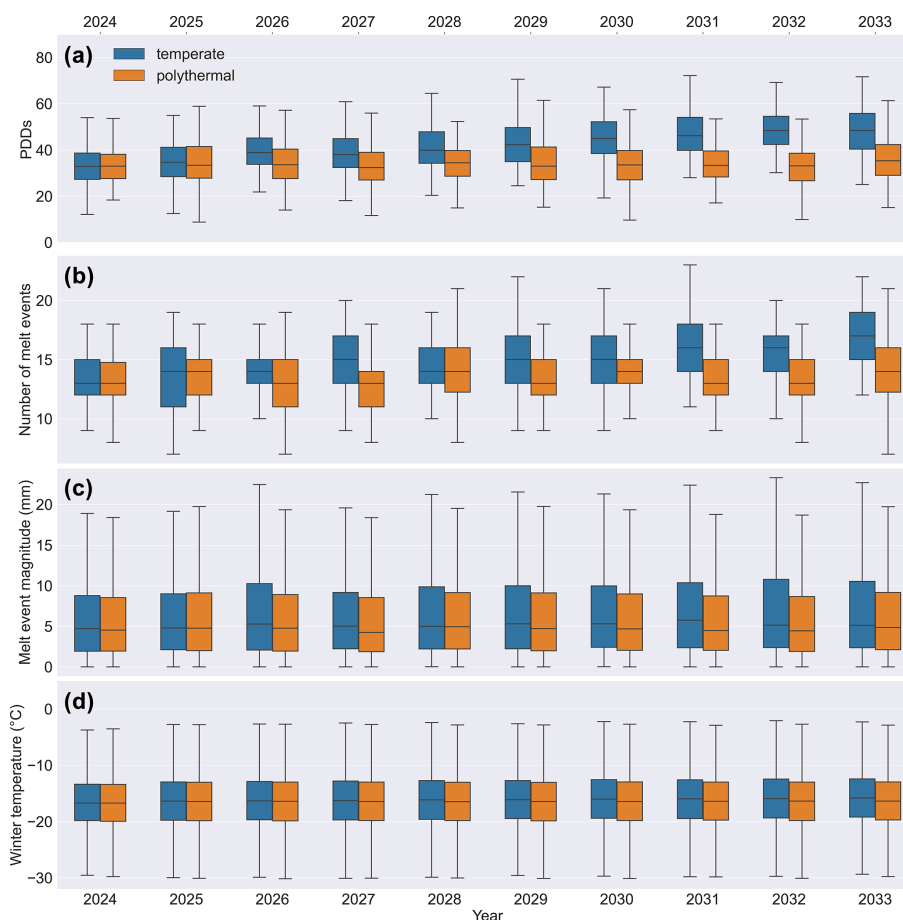 2024 2025 2026 2027 2028 2029 2030 2031 2032 2033
(a)
temperate
polythermal
PDDs
80
60
40
20
0
(b)
Number of melt events
20
15
10
(c)
Melt event magnitude (mm)
20
15
10
5
0
(d)
Winter temperature (°C)
0
−10
−20
−30
2024 2025 2026 2027 2028 2029 2030 2031 2032 2033
Year